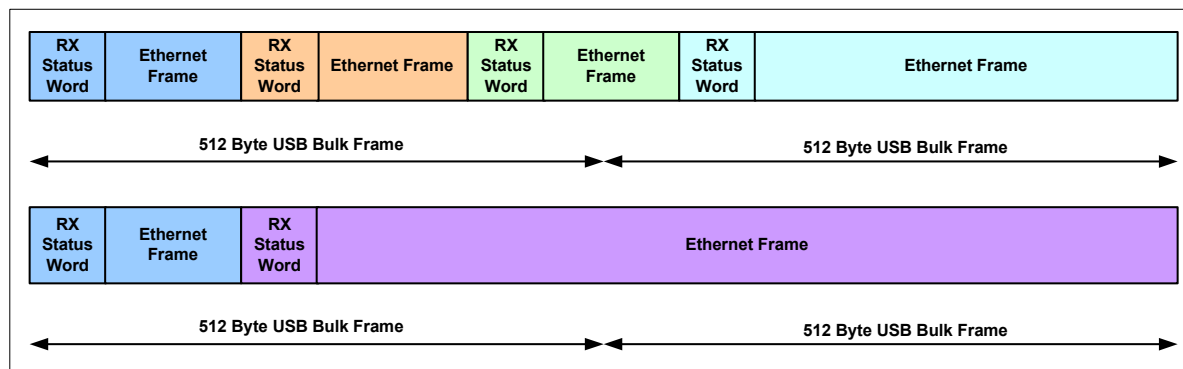 RX
Status
Word
Ethernet
Frame
RX
Status
Word
Ethernet Frame
RX
Status
Word
Ethernet
Frame
RX
Status
Word
Ethernet Frame
512 Byte USB Bulk Frame
512 Byte USB Bulk Frame
RX
Status
Word
Ethernet
Frame
RX
Status
Word
Ethernet Frame
512 Byte USB Bulk Frame
512 Byte USB Bulk Frame